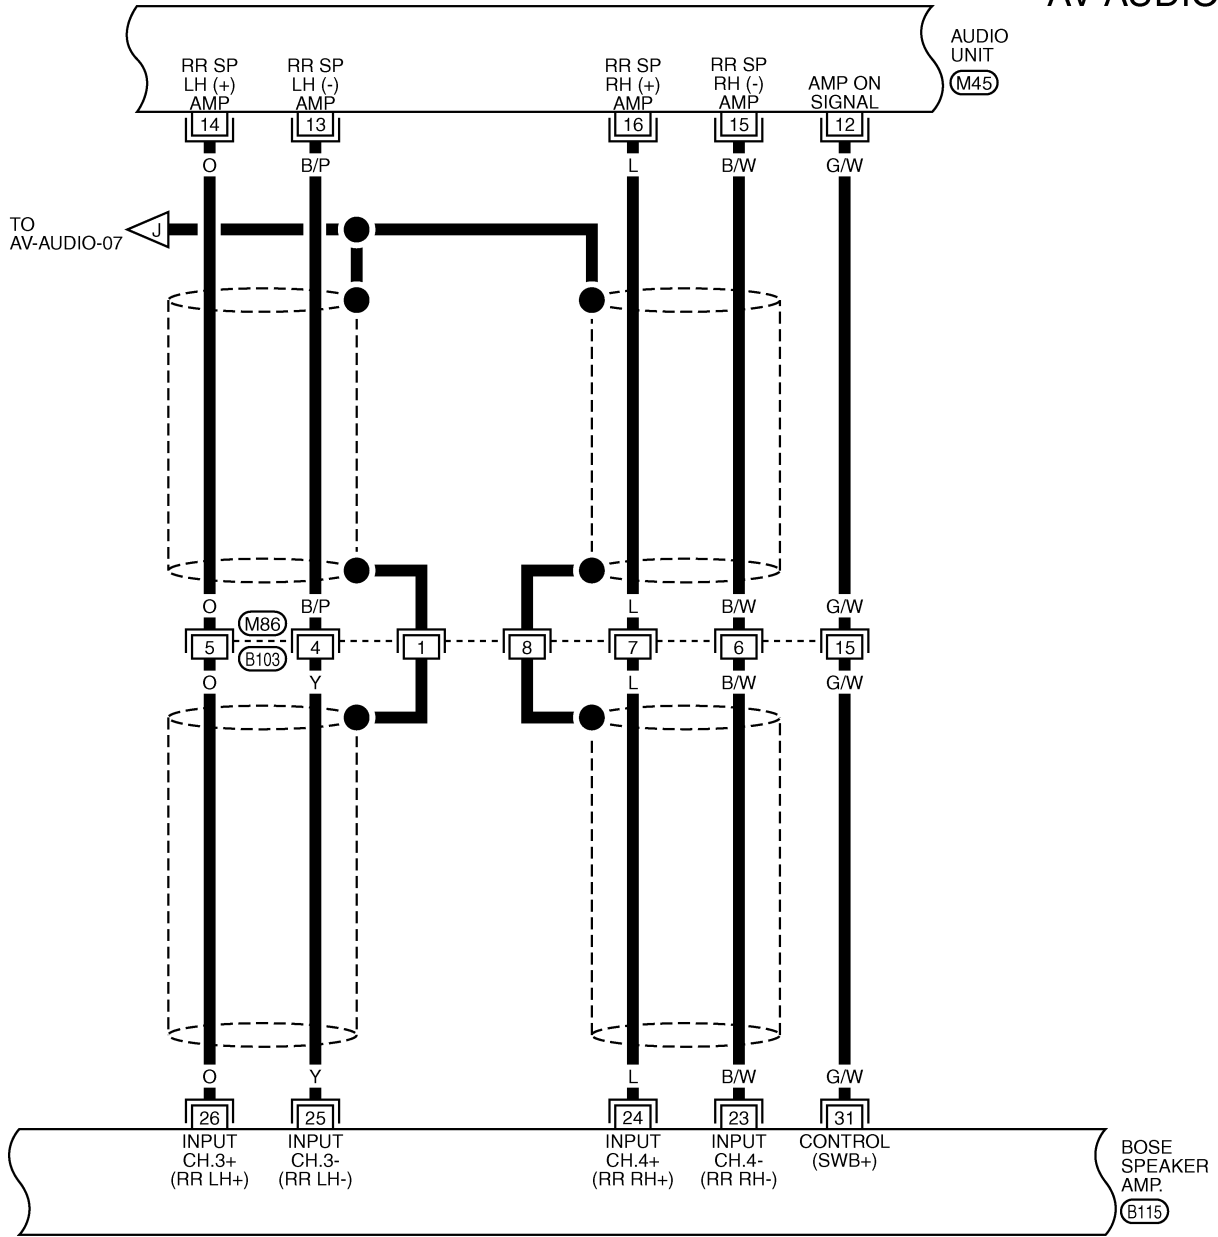 AV-AUDIO
AUDIO
UNIT
M45
RR SP
LH (+)
AMP
RR SP
LH (-)
AMP
RR SP
RH (+)
AMP
RR SP
RH (-)
AMP
AMP ON
SIGNAL
14
13
16
15
12
O
B/P
L
B/W
G/W
TO
AV-AUDIO-07
J
O
B/P
L
B/W
G/W
M86
B103
5
4
1
8
7
6
15
O
Y
L
B/W
G/W
O
Y
L
B/W
G/W
26
25
24
23
31
INPUT
CH.3+
(RR LH+)
INPUT
CH.3-
(RR LH-)
INPUT
CH.4+
(RR RH+)
INPUT
CH.4-
(RR RH-)
CONTROL
(SWB+)
BOSE
SPEAKER
AMP.
B115